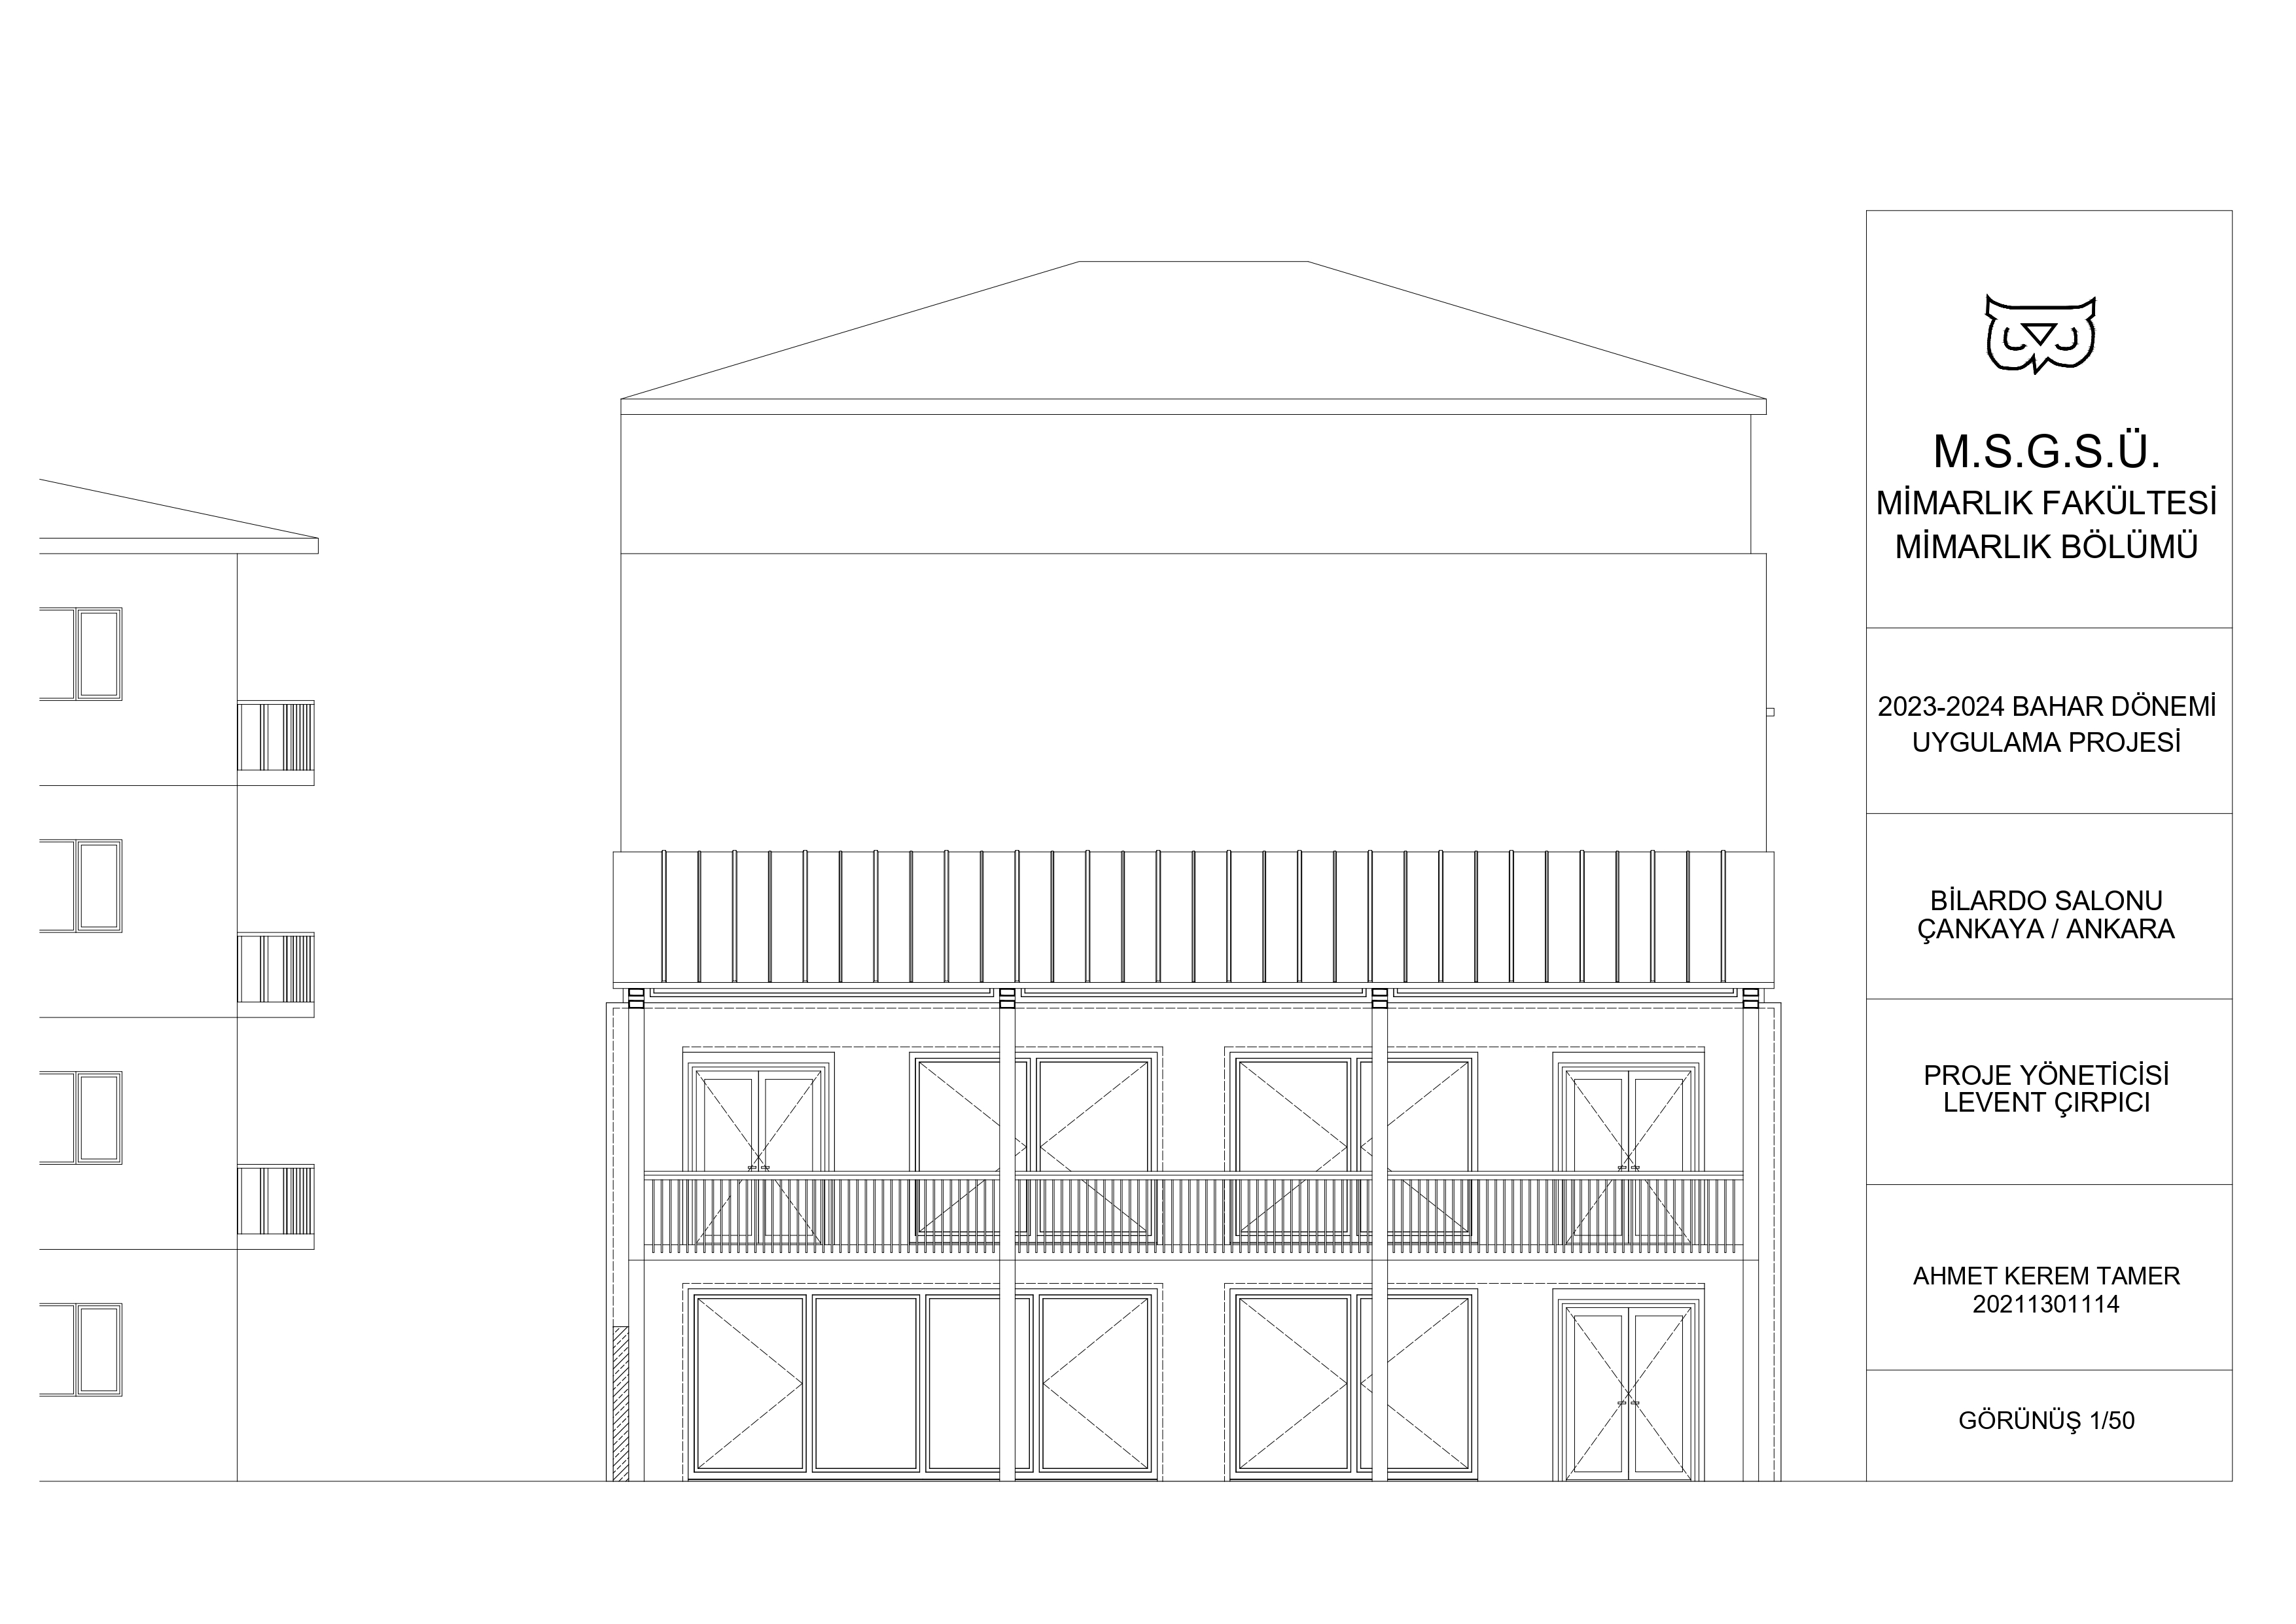 M.S.G.S.Ü.
MİMARLIK FAKÜLTESİ
MİMARLIK BÖLÜMÜ
2023-2024 BAHAR DÖNEMİ
UYGULAMA PROJESİ
BİLARDO SALONU
ÇANKAYA / ANKARA
PROJE YÖNETİCİSİ
LEVENT ÇIRPICI
AHMET KEREM TAMER
20211301114
GÖRÜNÜŞ 1/50